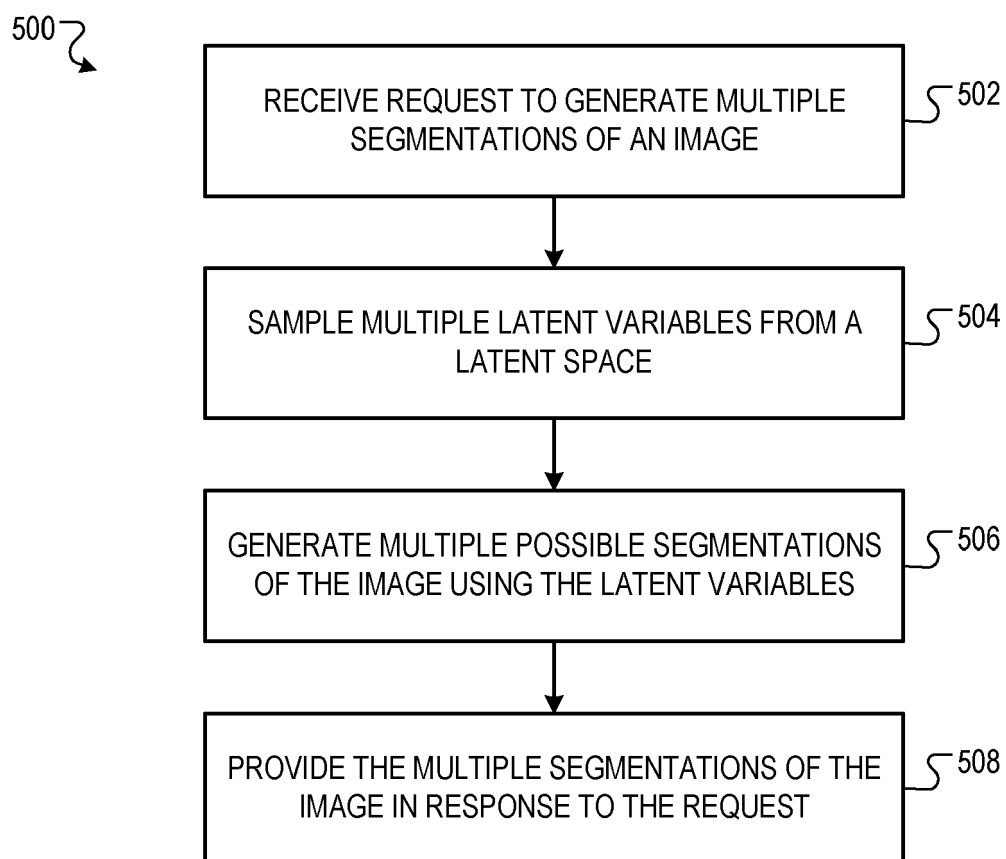 500
RECEIVE REQUEST TO GENERATE MULTIPLE
SEGMENTATIONS OF AN IMAGE
502
SAMPLE MULTIPLE LATENT VARIABLES FROM A
LATENT SPACE
504
GENERATE MULTIPLE POSSIBLE SEGMENTATIONS
OF THE IMAGE USING THE LATENT VARIABLES
506
PROVIDE THE MULTIPLE SEGMENTATIONS OF THE
IMAGE IN RESPONSE TO THE REQUEST
508